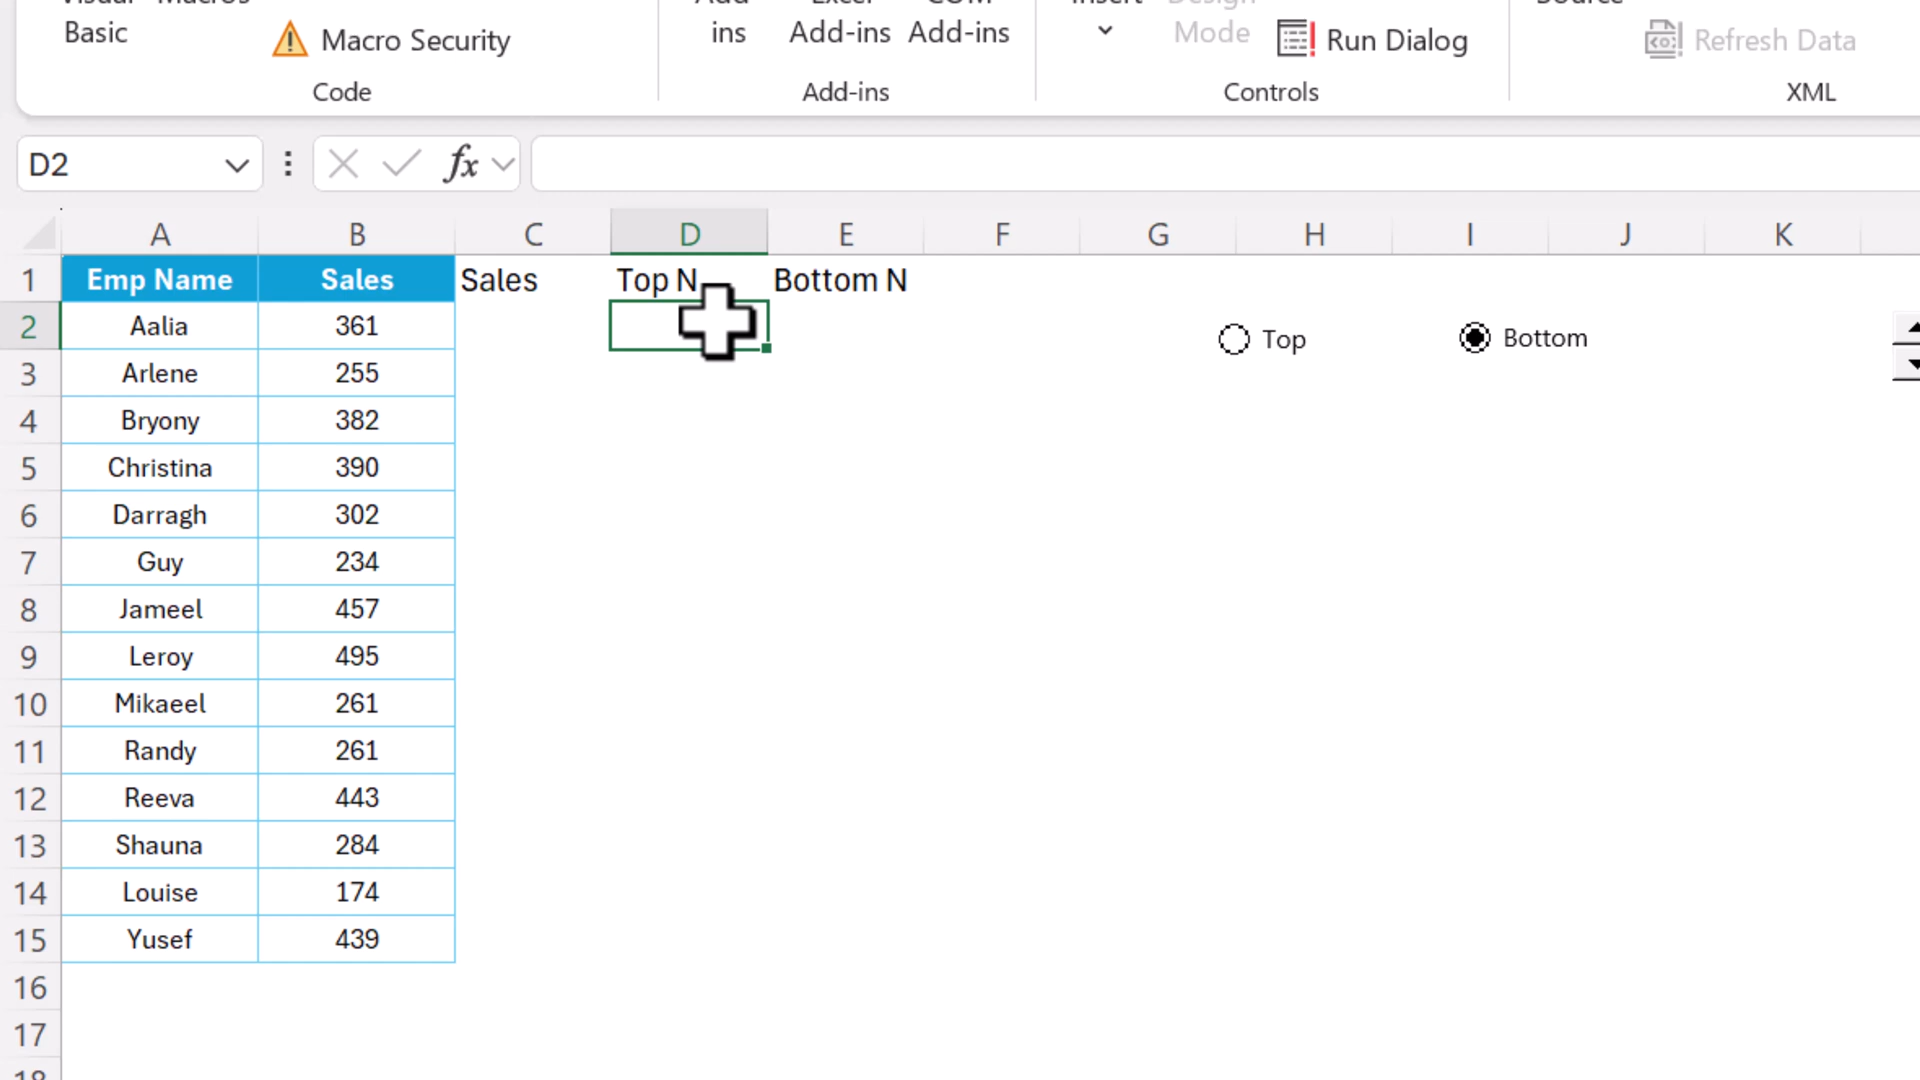 Basic
Macro Security
ins
Add-ins
Add-ins
Mode
Run Dialog
Refresh Data
Code
Add-ins
Controls
XML
D2
fx
A B C D E F G H I J K
1 Emp Name Sales Sales Top N Bottom N
2 Aalia 361 Top Bottom
3 Arlene 255
4 Bryony 382
5 Christina 390
6 Darragh 302
7 Guy 234
8 Jameel 457
9 Leroy 495
10 Mikaeel 261
11 Randy 261
12 Reeva 443
13 Shauna 284
14 Louise 174
15 Yusef 439
16
17
18